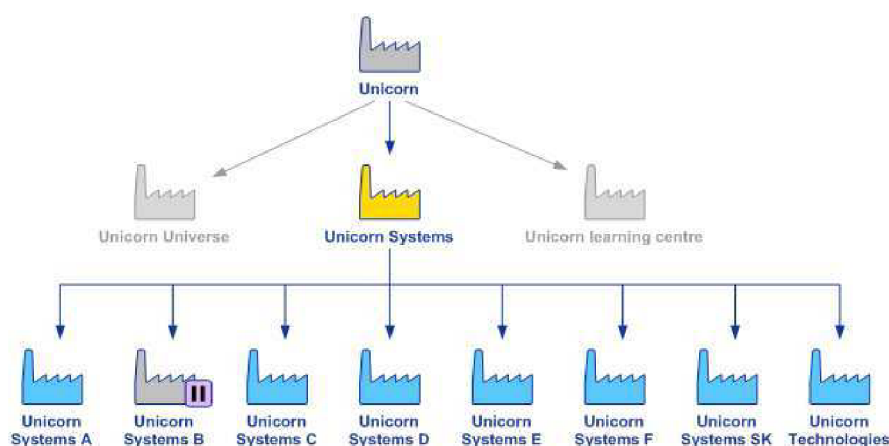 Unicorn
Unicorn Universe
Unicorn Systems
Unicorn learning centre
Unicorn
Systems A
Unicorn
Systems B
Unicorn
Systems C
Unicorn
Systems D
Unicorn
Systems E
Unicorn
Systems F
Unicorn
Systems SK
Unicorn
Technologies